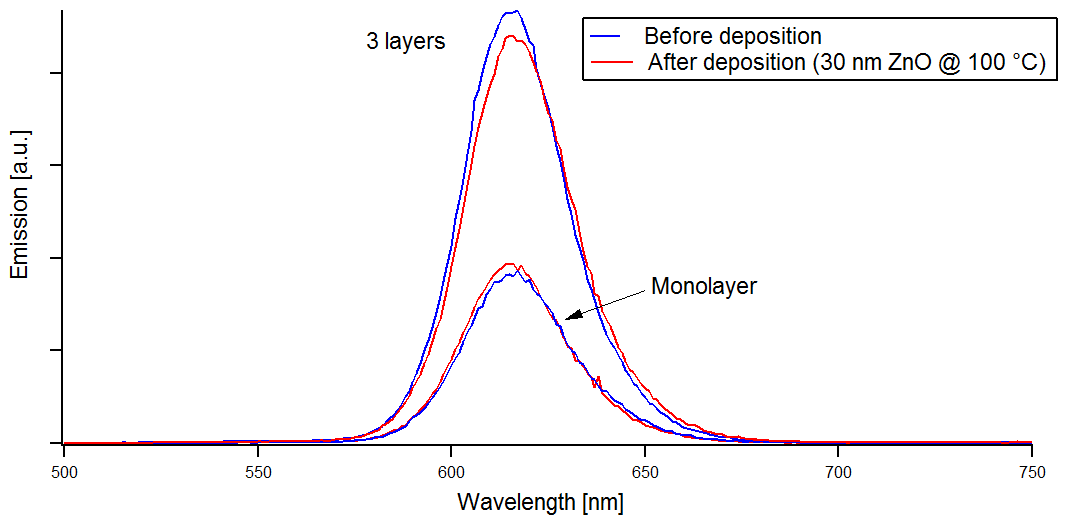 3 layers
Before deposition
After deposition (30 nm ZnO @ 100 °C)
Emission [a.u.]
Monolayer
500
550
600
650
700
750
Wavelength [nm]